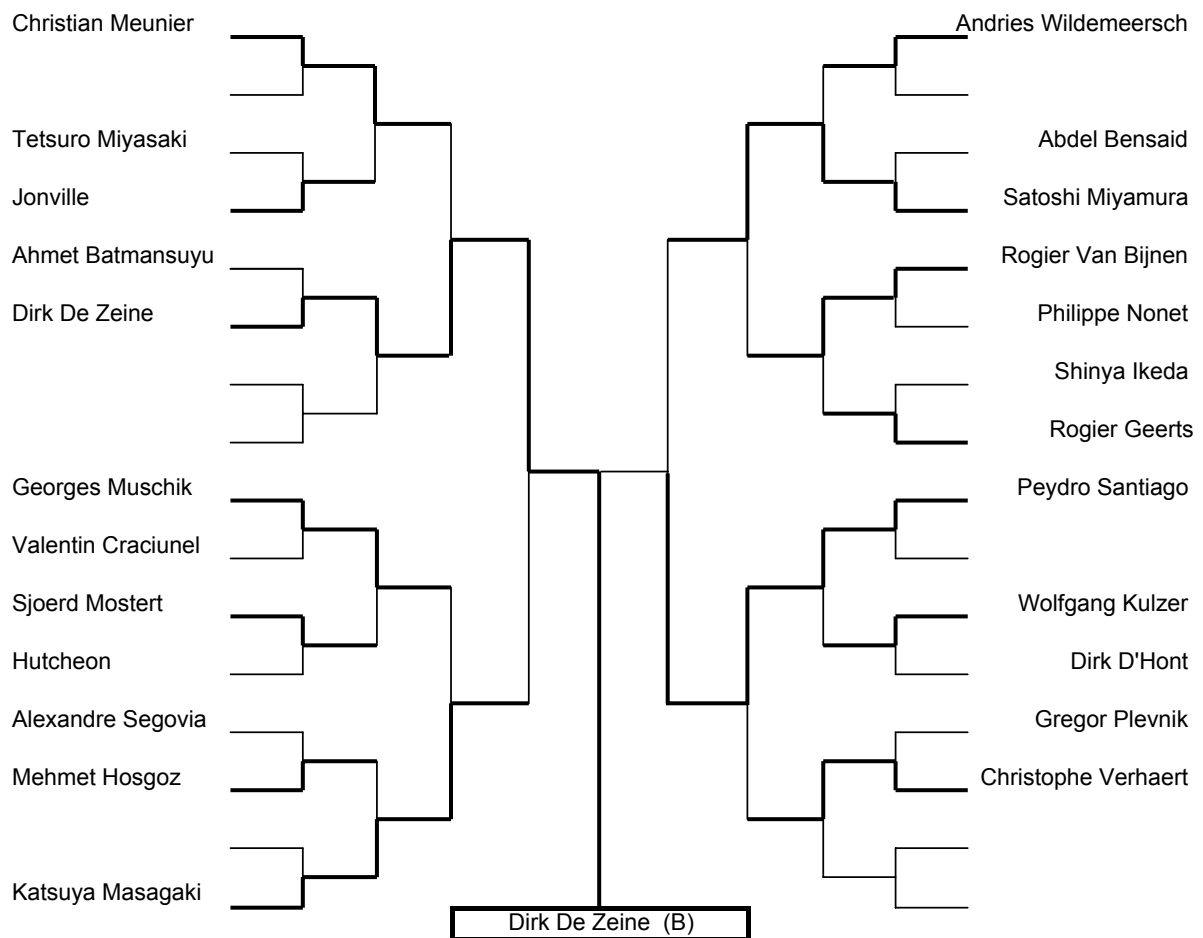 Christian Meunier
Tetsuro Miyasaki
Jonville
Ahmet Batmansuyu
Dirk De Zeine
Georges Muschik
Valentin Craciunel
Sjoerd Mostert
Hutcheon
Alexandre Segovia
Mehmet Hosgoz
Katsuya Masagaki
Andries Wildemeersch
Abdel Bensaid
Satoshi Miyamura
Rogier Van Bijnen
Philippe Nonet
Shinya Ikeda
Rogier Geerts
Peydro Santiago
Wolfgang Kulzer
Dirk D'Hont
Gregor Plevnik
Christophe Verhaert
Dirk De Zeine (B)